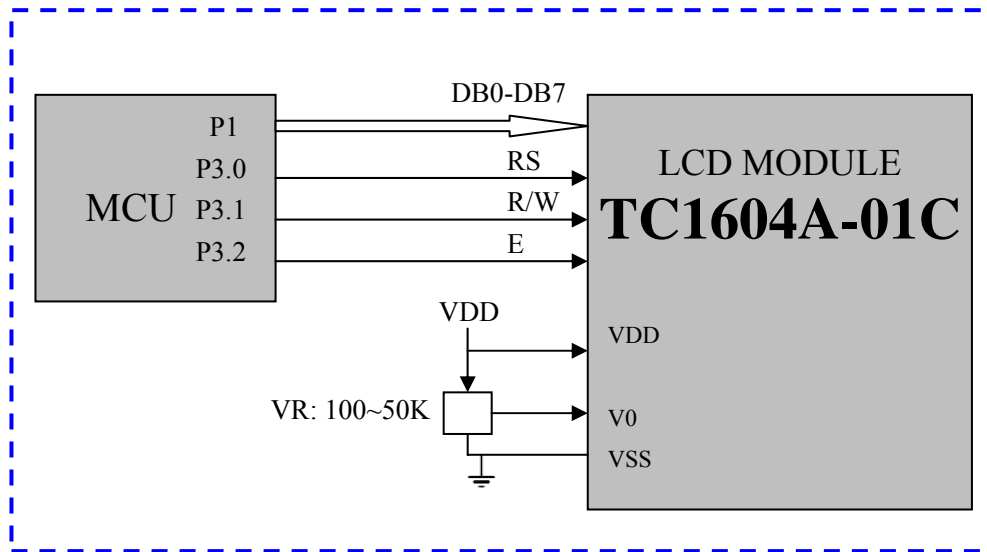 DB0-DB7
P1
P3.0
RS
LCD MODULE
MCU
P3.1
R/W
TC1604A-01C
P3.2
E
VDD
VDD
VR: 100~50K
V0
VSS